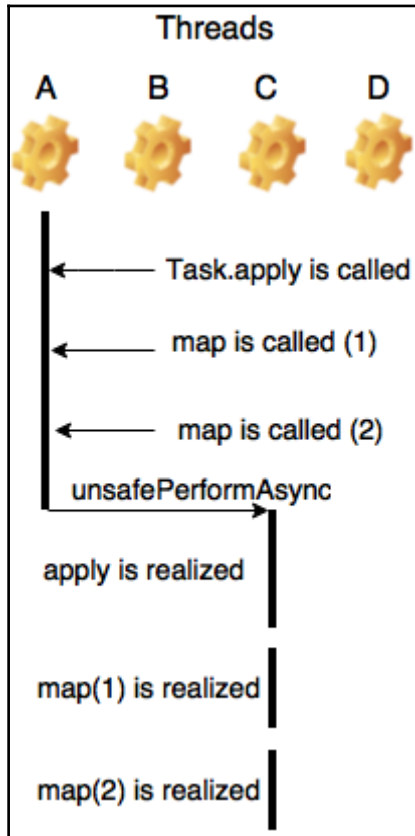 Threads
A B C D
Task.apply is called
map is called (1)
map is called (2)
unsafePerformAsync
apply is realized
map(1) is realized
map(2) is realized